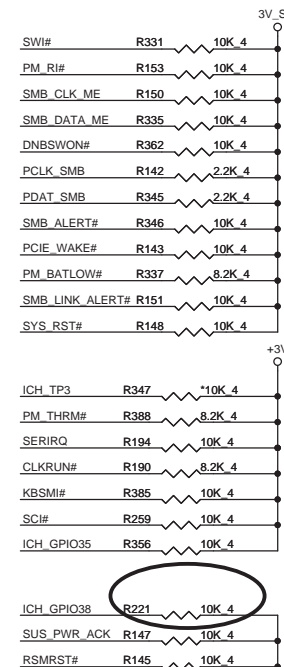 3V_S
SWI# R331 10K_4
PM_RI# R153 10K_4
SMB_CLK_ME R150 10K_4
SMB_DATA_ME R335 10K_4
DNBSWON# R362 10K_4
PCLK_SMB R142 2.2K_4
PDAT_SMB R345 2.2K_4
SMB_ALERT# R346 10K_4
PCIE_WAKE# R143 10K_4
PM_BATLOW# R337 8.2K_4
SMB_LINK_ALERT# R151 10K_4
SYS_RST# R148 10K_4
+3V
ICH_TP3 R347 *10K_4
PM_THRM# R388 8.2K_4
SERIRQ R194 10K_4
CLKRUN# R190 8.2K_4
KBSMI# R385 10K_4
SCI# R259 10K_4
ICH_GPIO35 R356 10K_4
ICH_GPIO38 R221 10K_4
SUS_PWR_ACK R147 10K_4
RSMRST# R145 10K_4